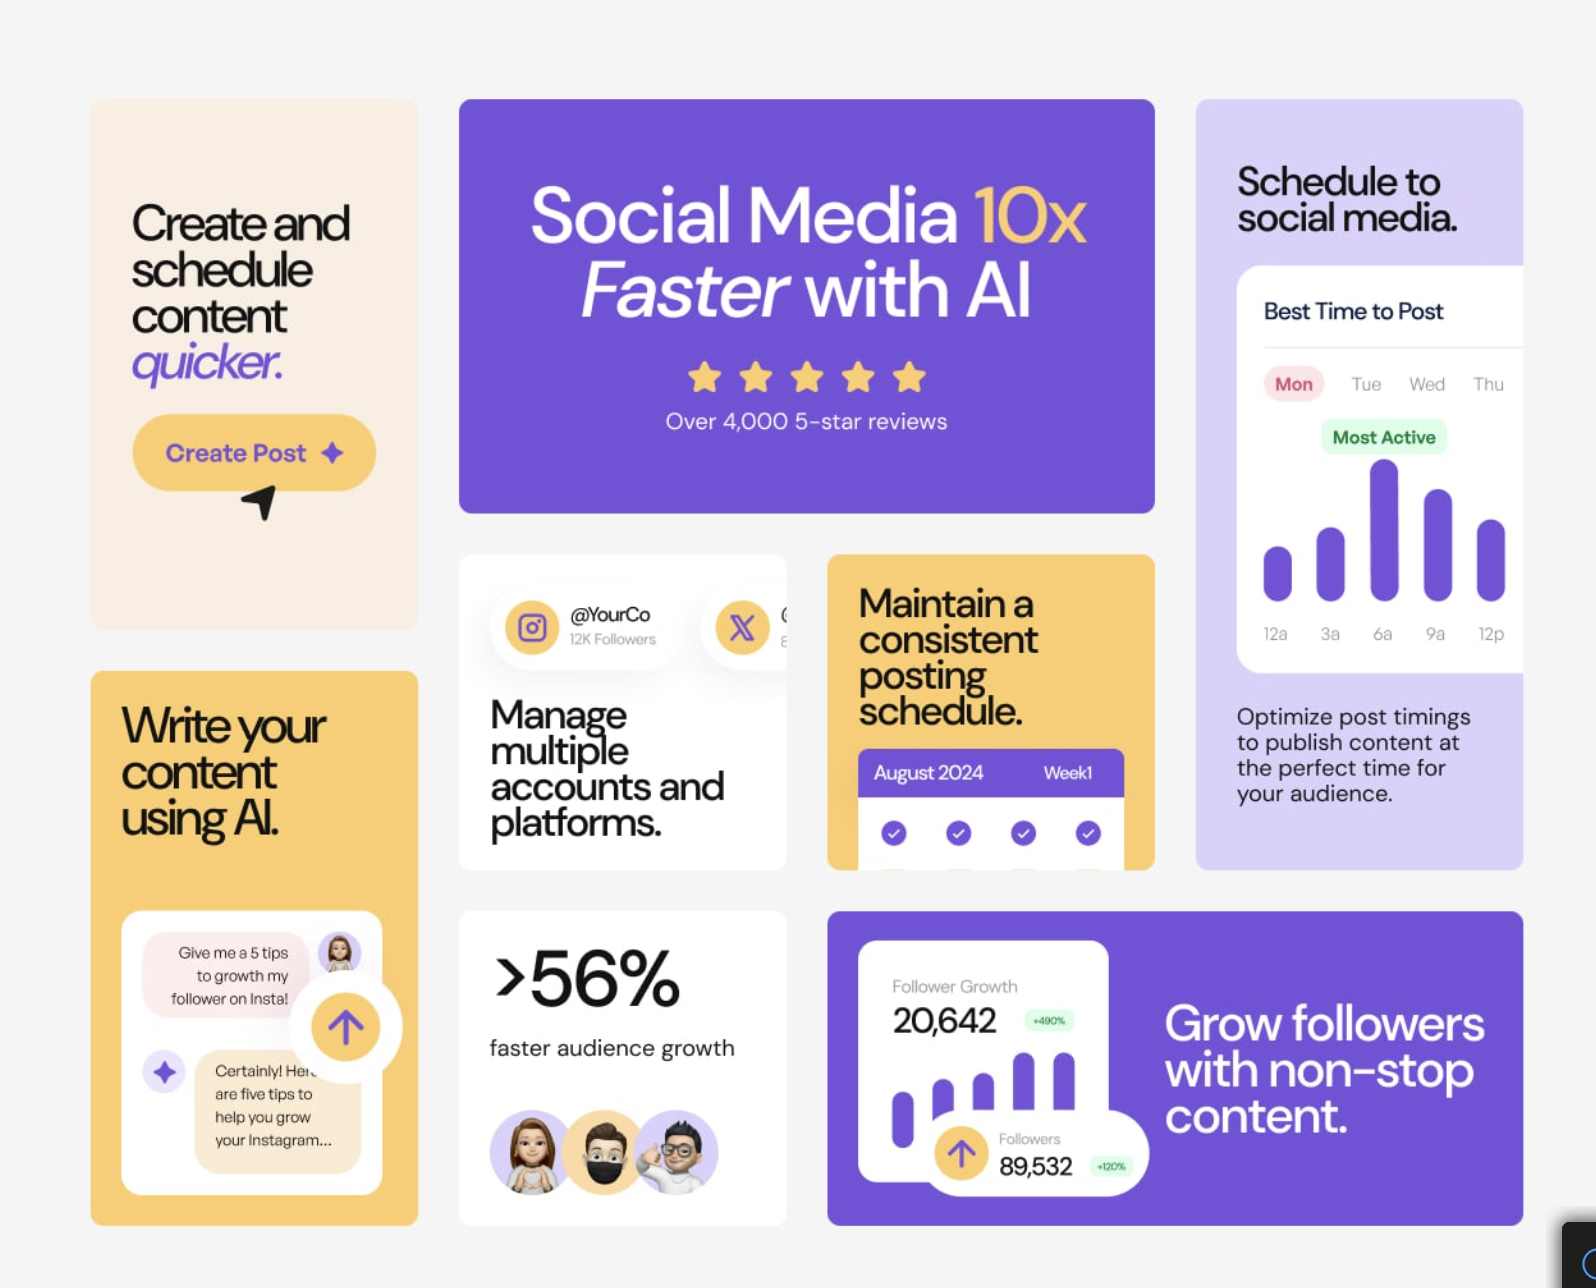 Create and
schedule
content
quicker.
Create Post
Social Media 10x
Faster with AI
Over 4,000 5-star reviews
Schedule to
social media.
Best Time to Post
Mon Tue Wed Thu
Most Active
12a 3a 6a 9a 12p
Optimize post timings
to publish content at
the perfect time for
your audience.
Write your
content
using AI.
Give me a 5 tips
to growth my
follower on Insta!
Certainly! Here
are five tips to
help you grow
your Instagram...
@YourCo
12K Followers
Manage
multiple
accounts and
platforms.
Maintain a
consistent
posting
schedule.
August 2024 Week1
>56%
faster audience growth
Follower Growth
20,642 +490%
Followers
89,532 +120%
Grow followers
with non-stop
content.